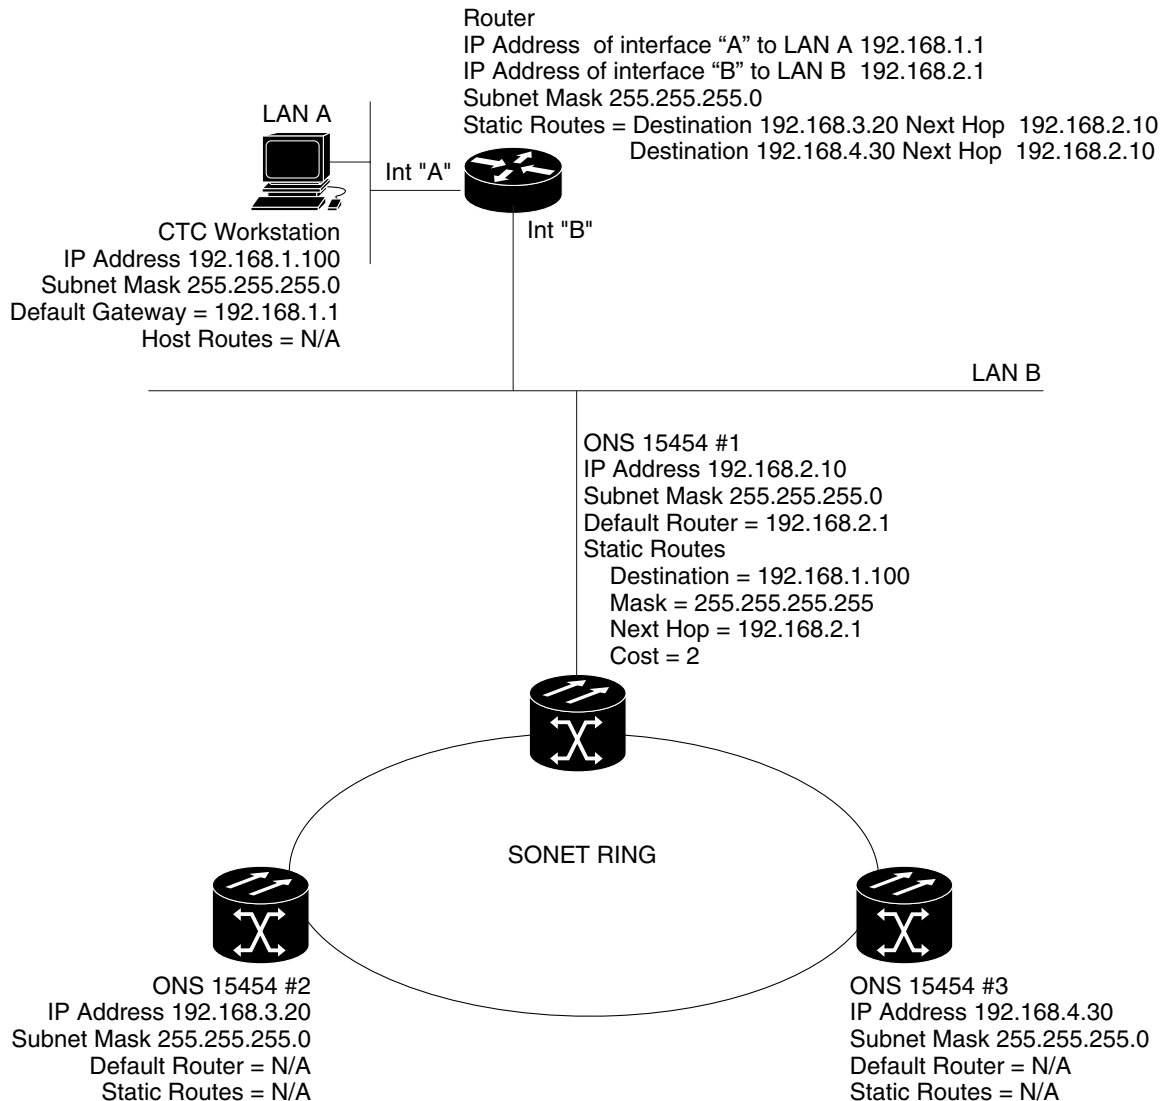 Router
IP Address of interface “A” to LAN A 192.168.1.1
IP Address of interface “B” to LAN B 192.168.2.1
Subnet Mask 255.255.255.0
Static Routes = Destination 192.168.3.20 Next Hop 192.168.2.10
Destination 192.168.4.30 Next Hop 192.168.2.10
LAN A
Int "A"
Int "B"
CTC Workstation
IP Address 192.168.1.100
Subnet Mask 255.255.255.0
Default Gateway = 192.168.1.1
Host Routes = N/A
LAN B
ONS 15454 #1
IP Address 192.168.2.10
Subnet Mask 255.255.255.0
Default Router = 192.168.2.1
Static Routes
Destination = 192.168.1.100
Mask = 255.255.255.255
Next Hop = 192.168.2.1
Cost = 2
SONET RING
ONS 15454 #2
IP Address 192.168.3.20
Subnet Mask 255.255.255.0
Default Router = N/A
Static Routes = N/A
ONS 15454 #3
IP Address 192.168.4.30
Subnet Mask 255.255.255.0
Default Router = N/A
Static Routes = N/A